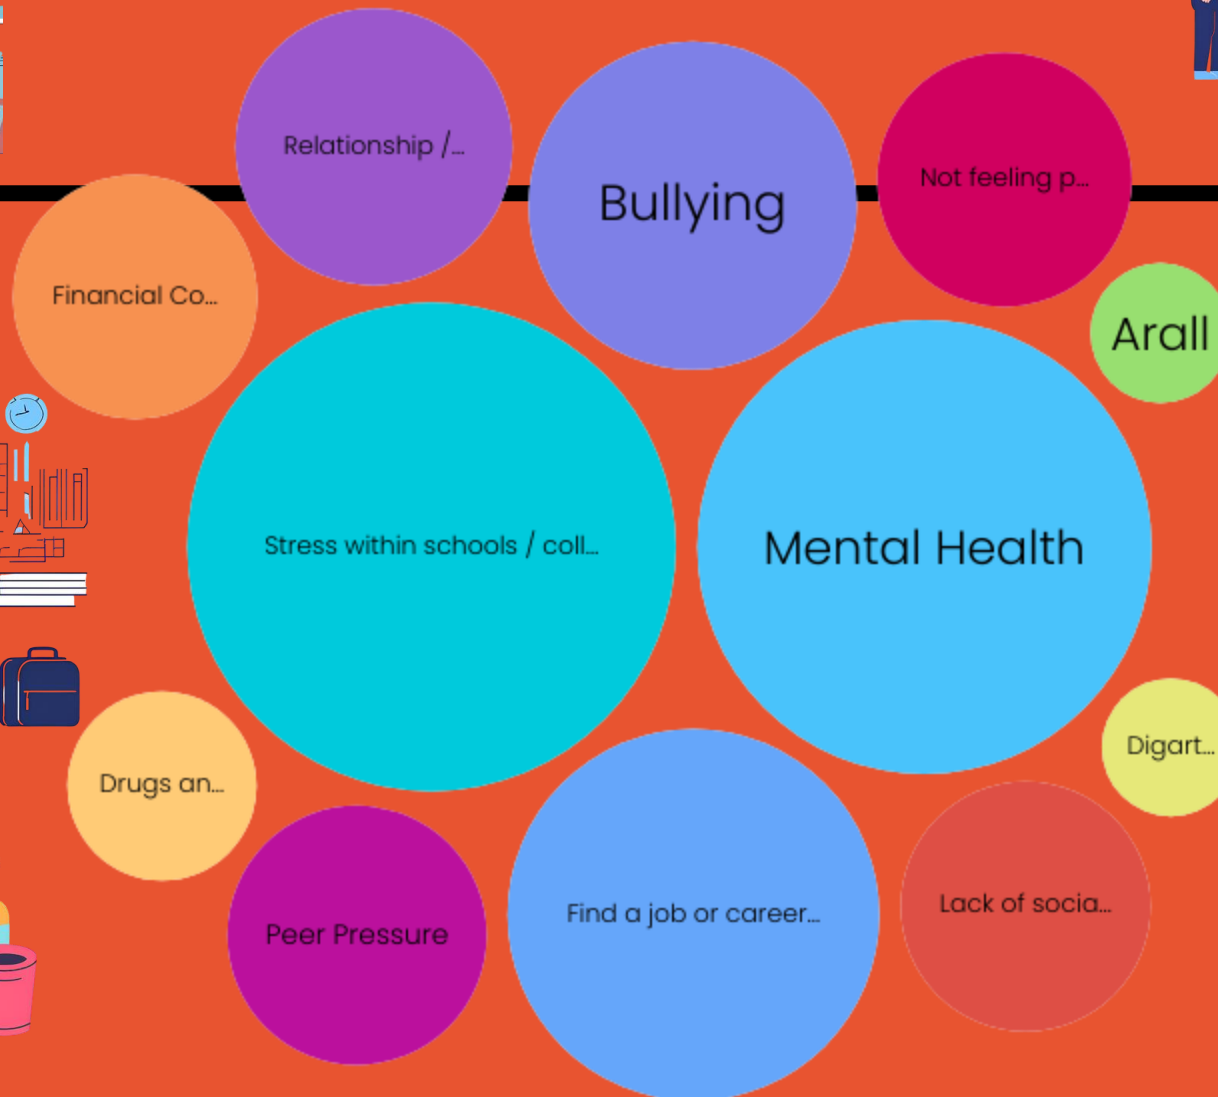 Relationship /...
Bullying
Not feeling p...
Financial Co...
Arall
Stress within schools / coll...
Mental Health
Digart...
Drugs an...
Peer Pressure
Find a job or career...
Lack of socia...